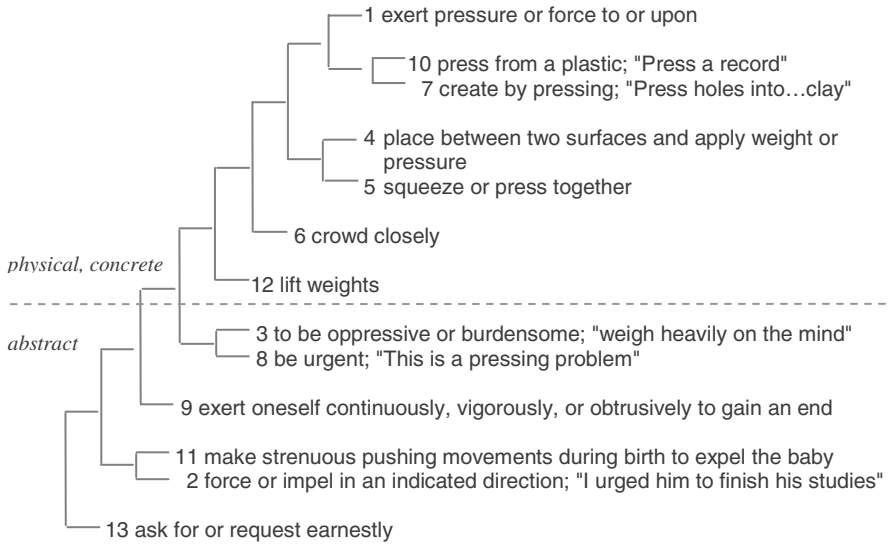 1 exert pressure or force to or upon
10 press from a plastic; "Press a record"
7 create by pressing; "Press holes into…clay"
4 place between two surfaces and apply weight or
pressure
5 squeeze or press together
6 crowd closely
physical, concrete
12 lift weights
3 to be oppressive or burdensome; "weigh heavily on the mind"
abstract
8 be urgent; "This is a pressing problem"
9 exert oneself continuously, vigorously, or obtrusively to gain an end
11 make strenuous pushing movements during birth to expel the baby
2 force or impel in an indicated direction; "I urged him to finish his studies"
13 ask for or request earnestly